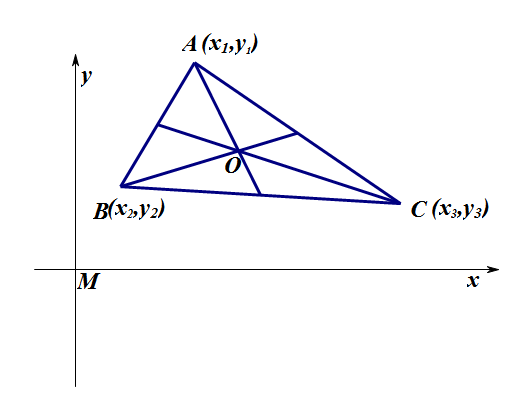 A (x₁,y₁)
y
O
B(x₂,y₂)
C (x₃,y₃)
M
x